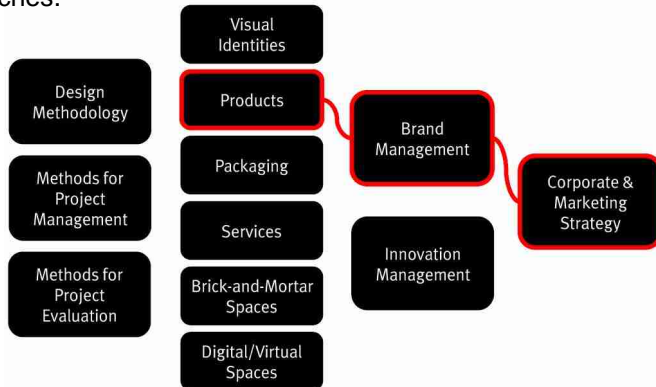 ches.
Visual
Identities
Design
Methodology
Products
Brand
Management
Packaging
Methods for
Project
Management
Corporate &
Marketing
Strategy
Services
Innovation
Management
Methods for
Project
Evaluation
Brick-and-Mortar
Spaces
Digital/Virtual
Spaces